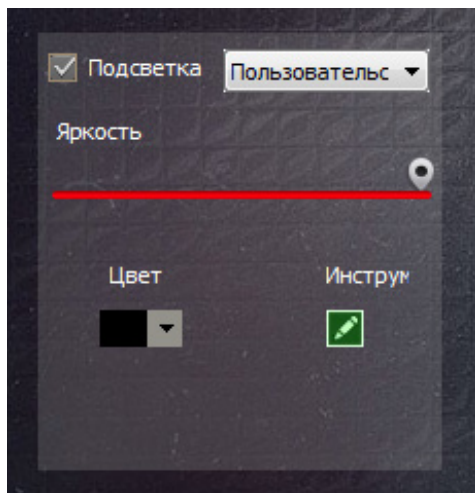 Подсветка Пользовательс
Яркость
Цвет Инструм